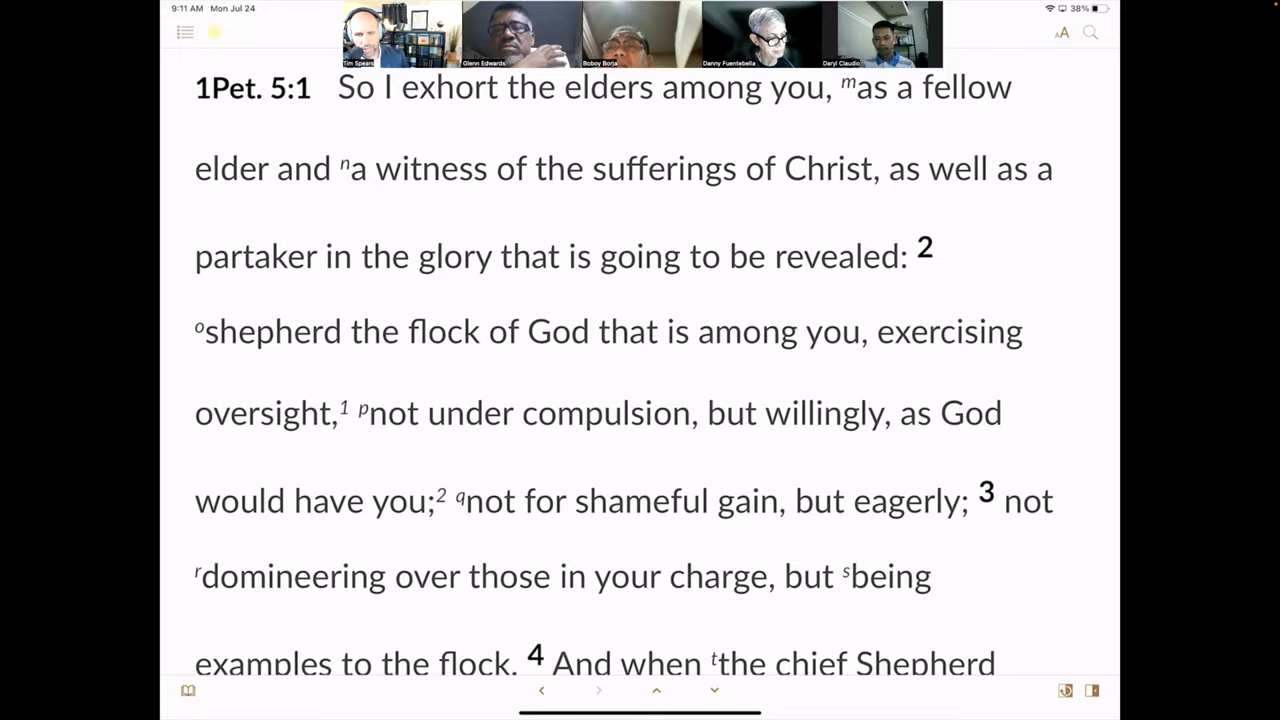 9:11 AM Mon Jul 24
38%
Tim Spears
Glenn Edwards
Boboy Borja
Danny Fuentebella
Daryl Claudio
AA
1Pet. 5:1 So I exhort the elders among you, mas a fellow
elder and na witness of the sufferings of Christ, as well as a
partaker in the glory that is going to be revealed: 2
oshepherd the flock of God that is among you, exercising
oversight,1 pnot under compulsion, but willingly, as God
would have you;2 qnot for shameful gain, but eagerly; 3 not
rdomineering over those in your charge, but sbeing
examples to the flock. 4 And when tthe chief Shepherd